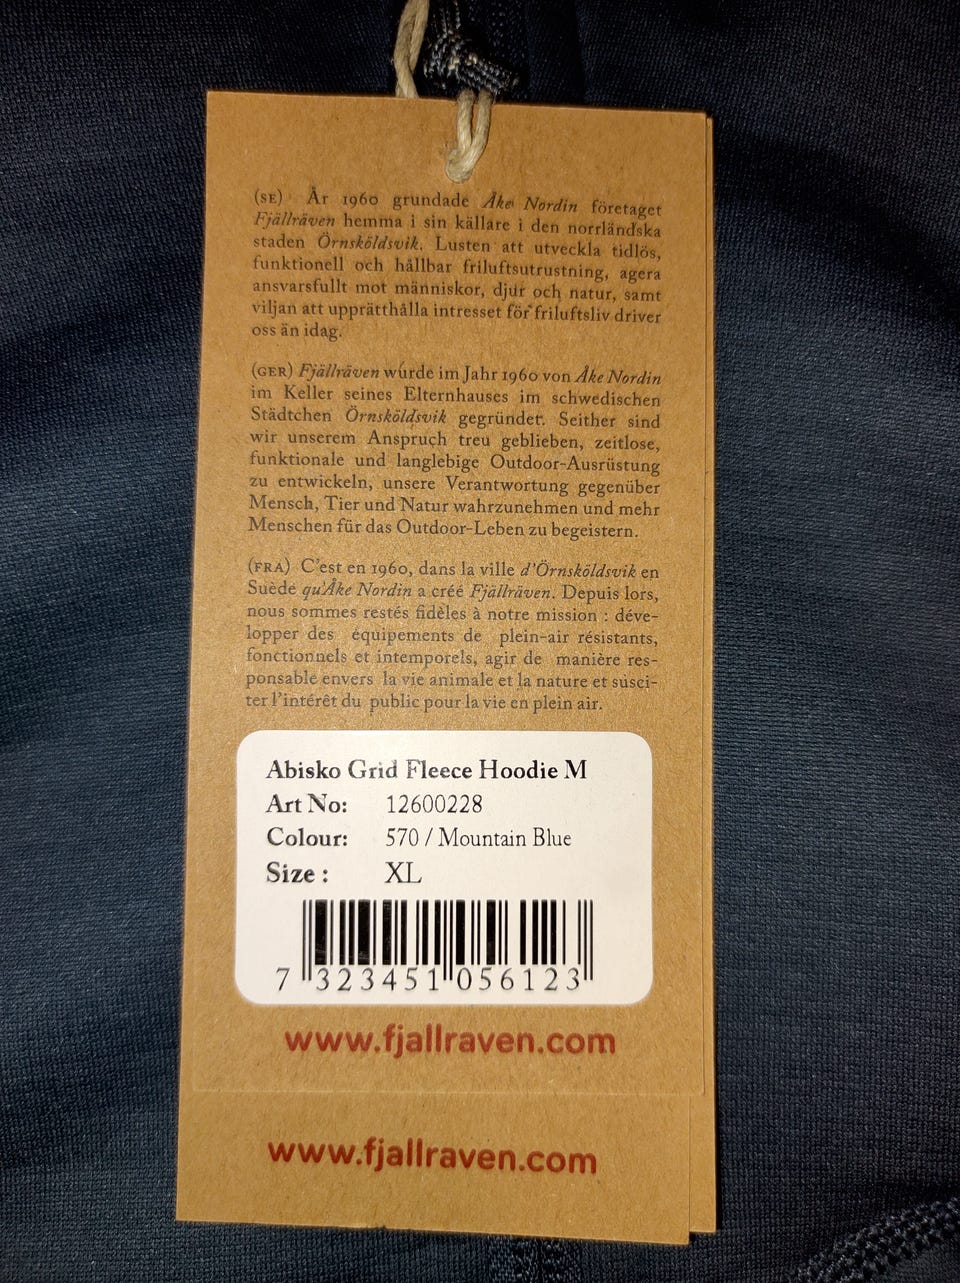 (SE) År 1960 grundade Åke Nordin företaget
Fjällräven hemma i sin källare i den norrländska
staden Örnsköldsvik. Lusten att utveckla tidlös,
funktionell och hållbar friluftsutrustning, agera
ansvarsfullt mot människor, djur och natur, samt
viljan att upprätthålla intresset för friluftsliv driver
oss än idag.
(GER) Fjällräven wurde im Jahr 1960 von Åke Nordin
im Keller seines Elternhauses im schwedischen
Städtchen Örnsköldsvik gegründet. Seither sind
wir unserem Anspruch treu geblieben, zeitlose,
funktionale und langlebige Outdoor-Ausrüstung
zu entwickeln, unsere Verantwortung gegenüber
Mensch, Tier und Natur wahrzunehmen und mehr
Menschen für das Outdoor-Leben zu begeistern.
(FRA) C'est en 1960, dans la ville d'Örnsköldsvik en
Suède qu'Åke Nordin a créé Fjällräven. Depuis lors,
nous sommes restés fidèles à notre mission : déve-
lopper des équipements de plein-air résistants,
fonctionnels et intemporels, agir de manière res-
ponsable envers la vie animale et la nature et susci-
ter l'intérêt du public pour la vie en plein air.
Abisko Grid Fleece Hoodie M
Art No: 12600228
Colour: 570 / Mountain Blue
Size : XL
7 323451 056123
www.fjallraven.com
www.fjallraven.com